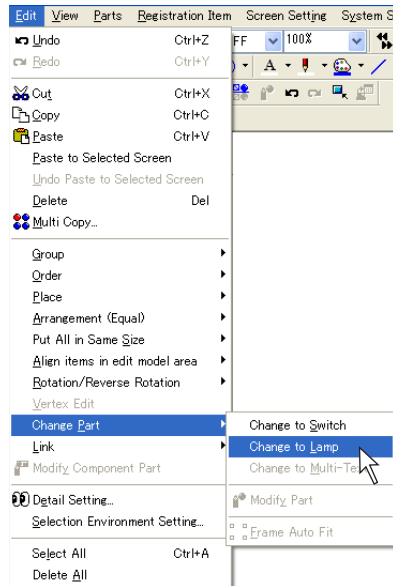 Edit View Parts Registration Item Screen Setting System S
Undo Ctrl+Z
FF 100%
Redo Ctrl+Y
A
Cut Ctrl+X
Copy Ctrl+C
Paste Ctrl+V
Paste to Selected Screen
Undo Paste to Selected Screen
Delete Del
Multi Copy...
Group
Order
Place
Arrangement (Equal)
Put All in Same Size
Align items in edit model area
Rotation/Reverse Rotation
Vertex Edit
Change Part
Change to Switch
Link
Change to Lamp
Modify Component Part
Change to Multi-Te
Detail Setting...
Modify Part
Selection Environment Setting...
Frame Auto Fit
Select All Ctrl+A
Delete All